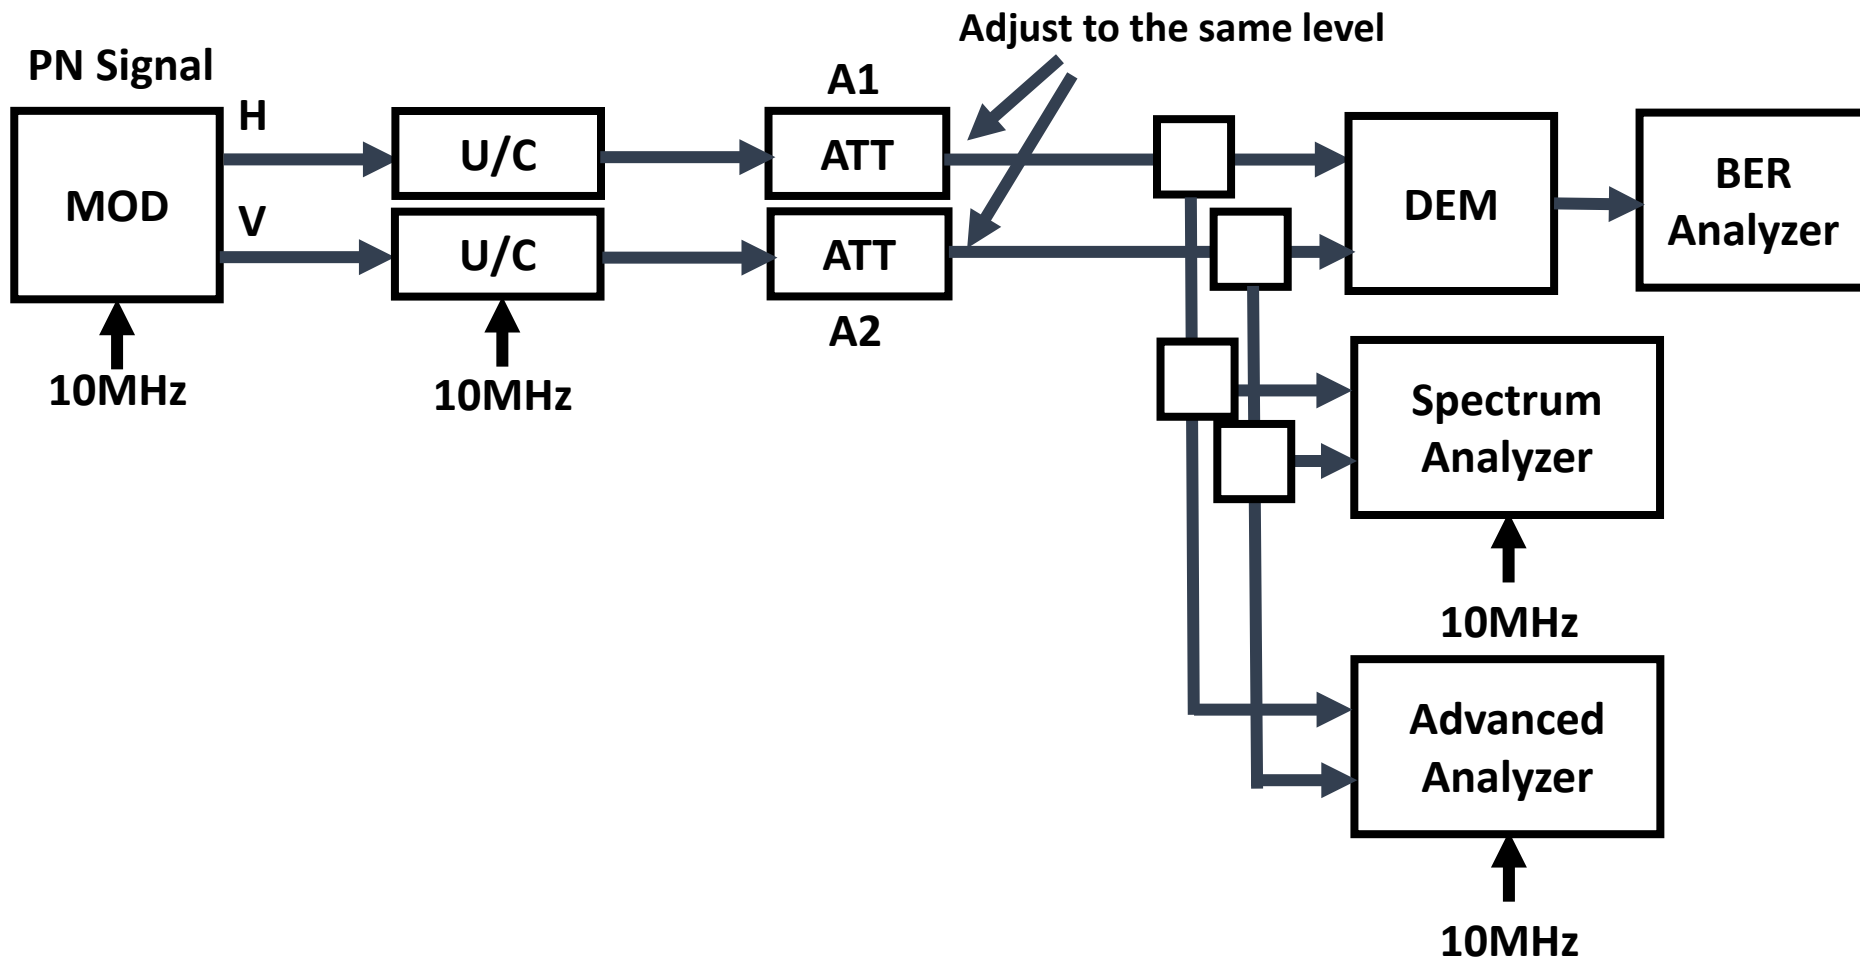 Adjust to the same level
PN Signal
H
A1
MOD
U/C
ATT
DEM
BER
Analyzer
V
U/C
ATT
A2
10MHz
10MHz
Spectrum
Analyzer
10MHz
Advanced
Analyzer
10MHz